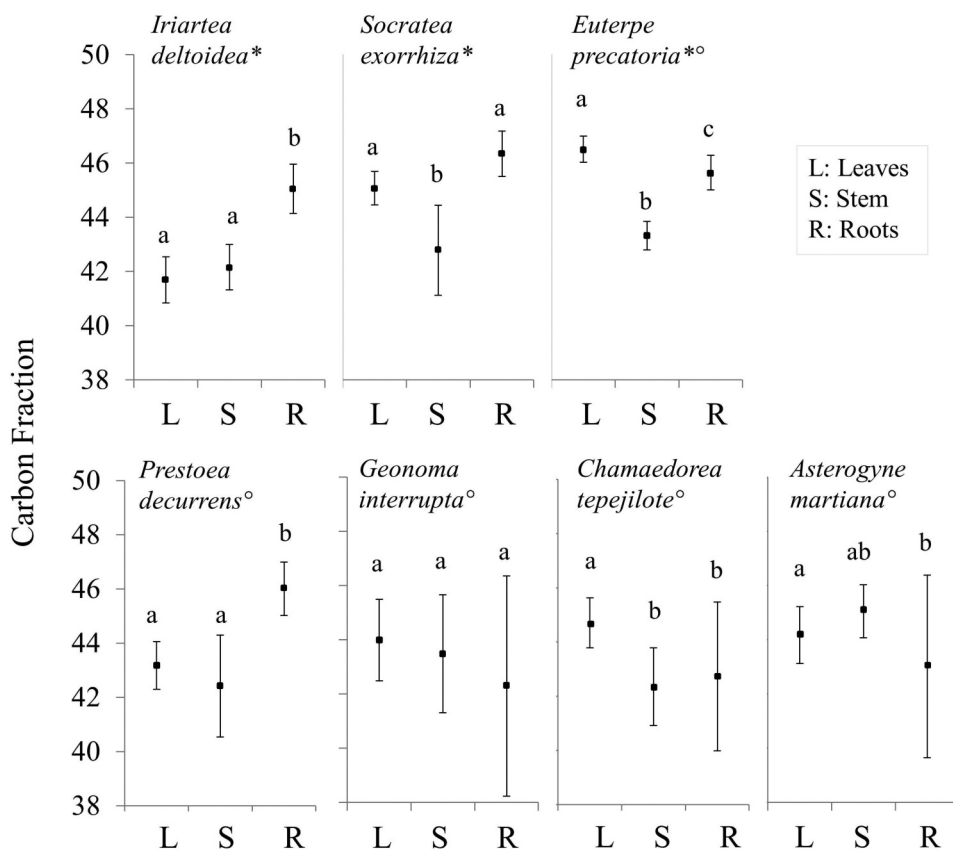 Iriartea
deltoidea*
Socratea
exorrhiza*
Euterpe
precatoria*°
50
48
46
44
42
40
38
a
a
b
a
b
a
a
b
c
L: Leaves
S: Stem
R: Roots
L S R
L S R
L S R
Carbon Fraction
Prestoea
decurrens°
Geonoma
interrupta°
Chamaedorea
tepejilote°
Asterogyne
martiana°
50
48
46
44
42
40
38
a
a
b
a
a
a
a
b
b
a
ab
b
L S R
L S R
L S R
L S R